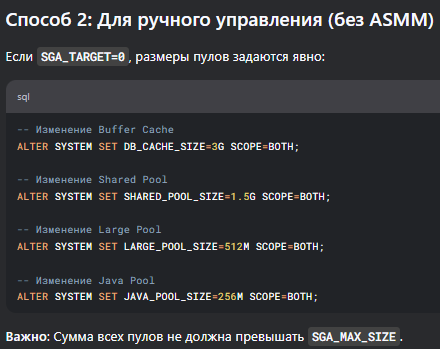 Способ 2: Для ручного управления (без ASMM)
Если SGA_TARGET=0, размеры пулов задаются явно:
sql
-- Изменение Buffer Cache
ALTER SYSTEM SET DB_CACHE_SIZE=3G SCOPE=BOTH;
-- Изменение Shared Pool
ALTER SYSTEM SET SHARED_POOL_SIZE=1.5G SCOPE=BOTH;
-- Изменение Large Pool
ALTER SYSTEM SET LARGE_POOL_SIZE=512M SCOPE=BOTH;
-- Изменение Java Pool
ALTER SYSTEM SET JAVA_POOL_SIZE=256M SCOPE=BOTH;
Важно: Сумма всех пулов не должна превышать SGA_MAX_SIZE.